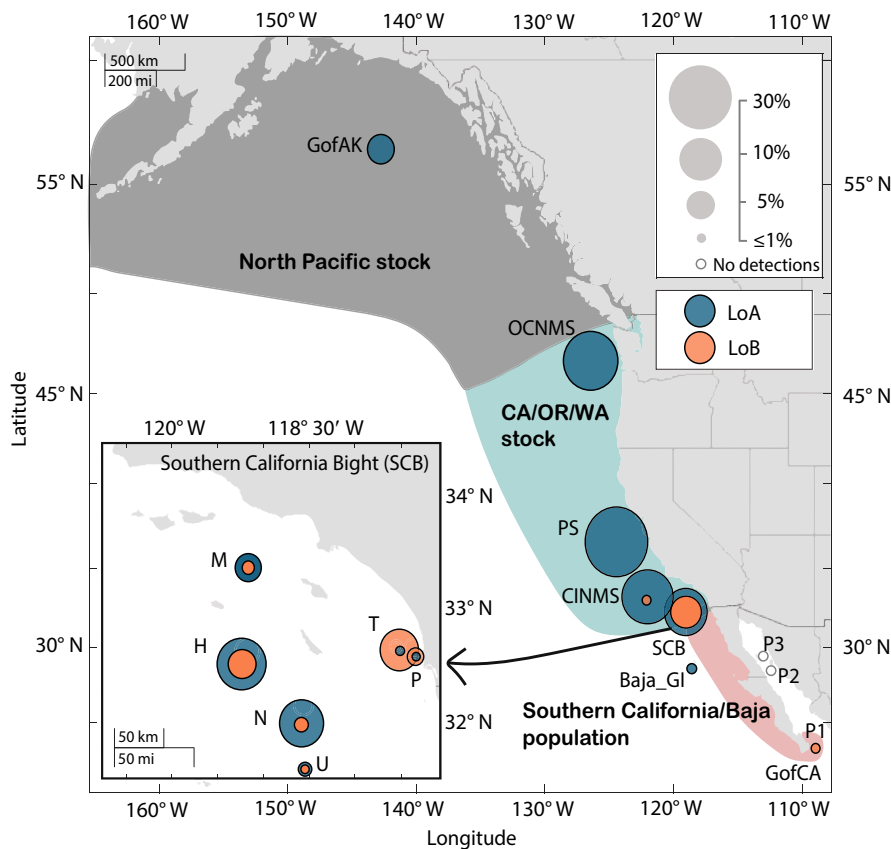 160° W
150° W
140° W
130° W
120° W
110° W
500 km
200 mi
30%
10%
5%
≤1%
No detections
GofAK
55° N
55° N
North Pacific stock
LoA
LoB
OCNMS
Latitude
45° N
45° N
CA/OR/WA
stock
120° W
118° 30’ W
Southern California Bight (SCB)
34° N
PS
M
CINMS
33° N
T
H
P
SCB
30° N
30° N
P3
P2
Baja_GI
N
32° N
Southern California/Baja
population
P1
50 km
50 mi
U
GofCA
160° W
150° W
140° W
130° W
120° W
110° W
Longitude